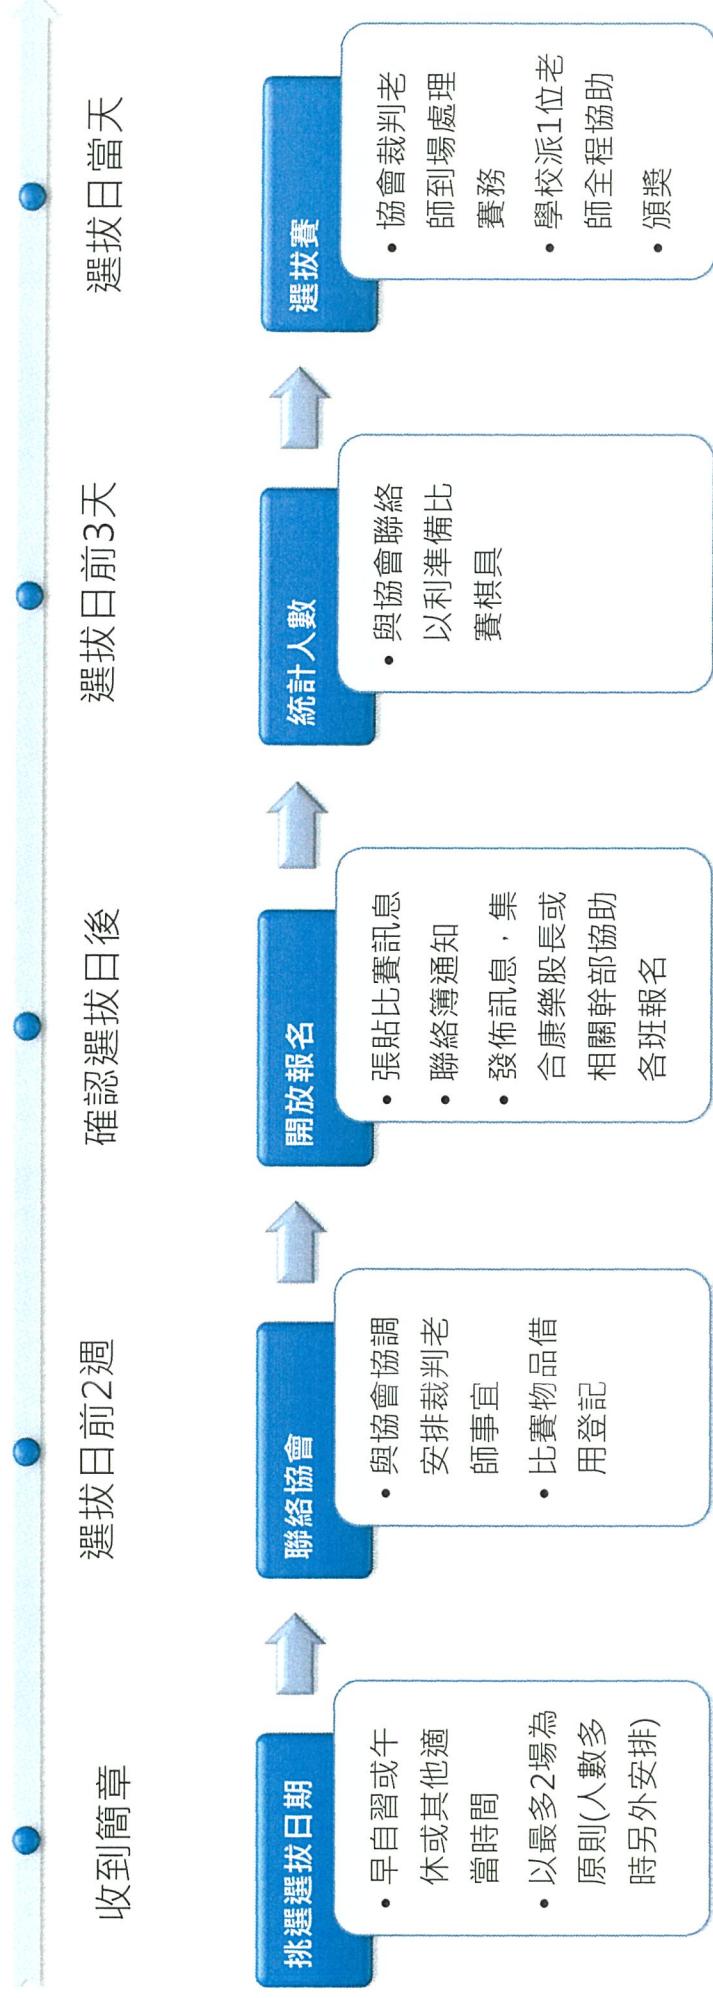 收到簡章
選拔日前2週
確認選拔日後
選拔日前3天
選拔日當天
挑選選拔日期
• 早自習或午
休或其他適
當時間
• 以最多2場為
原則(人數多
時另外安排)
聯絡協會
• 與協會協調
安排裁判老
師事宜
• 比賽物品借
用登記
開放報名
• 張貼比賽訊息
• 聯絡簿通知
• 發佈訊息，集
合康樂股長或
相關幹部協助
各班報名
統計人數
• 與協會聯絡
以利準備比
賽棋具
選拔賽
• 協會裁判老
師到場處理
賽務
• 學校派1位老
師全程協助
• 頒獎